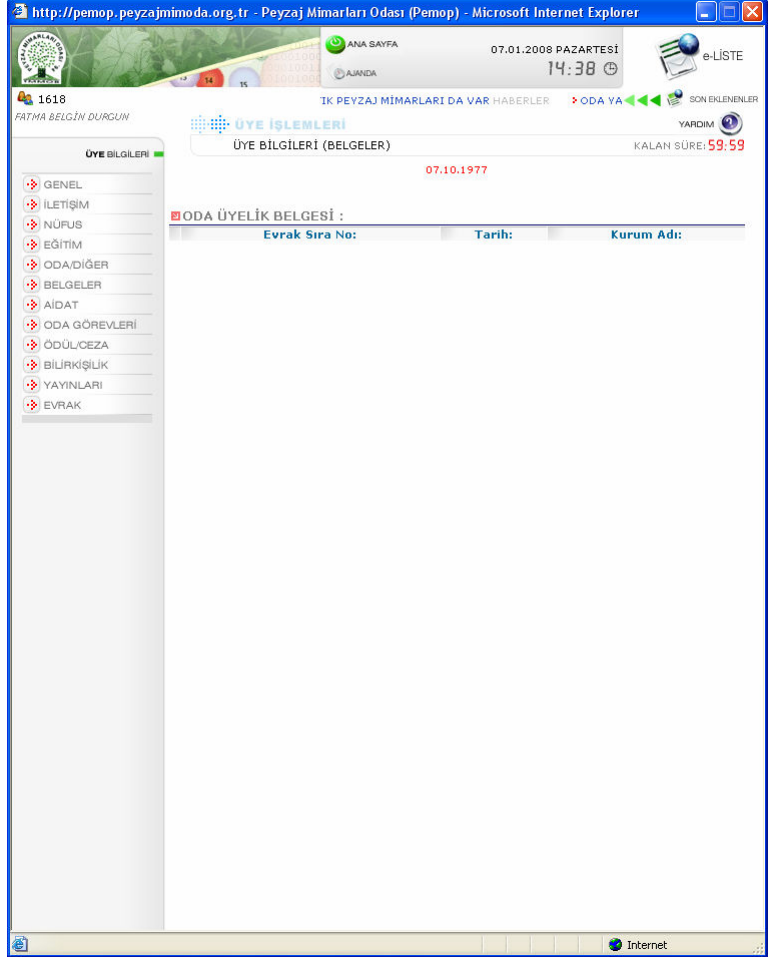 http://pemop.peyzajmimoda.org.tr - Peyzaj Mimarları Odası (Pemop) - Microsoft Internet Explorer
ANA SAYFA
07.01.2008 PAZARTESİ
e-LİSTE
14:38
AJANDA
14
15
1618
TK PEYZAJ MİMARLARI DA VAR HABERLER
ODA YA
SON EKLENENLER
FATMA BELGİN DURGUN
ÜYE İŞLEMLERİ
YARDIM
ÜYE BİLGİLERİ (BELGELER)
KALAN SÜRE: 59:59
ÜYE BİLGİLERİ
07.10.1977
GENEL
İLETİŞİM
NÜFUS
EĞİTİM
ODA/DİĞER
BELGELER
AİDAT
ODA GÖREVLERİ
ÖDÜL/CEZA
BİLİRKİŞİLİK
YAYINLARI
EVRAK
ODA ÜYELİK BELGESİ :
Evrak Sıra No: Tarih: Kurum Adı:
Internet